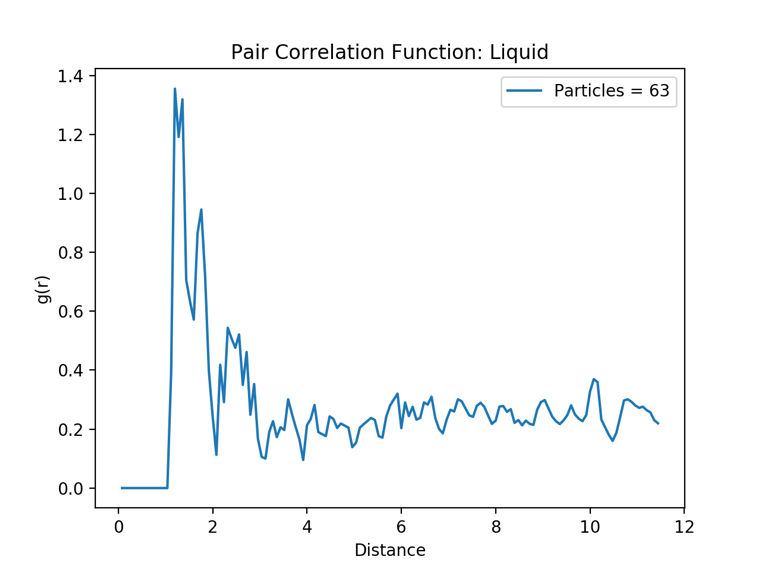 Pair Correlation Function: Liquid
Particles = 63
1.4
1.2
1.0
0.8
0.6
0.4
0.2
0.0
g(r)
0 2 4 6 8 10 12
Distance